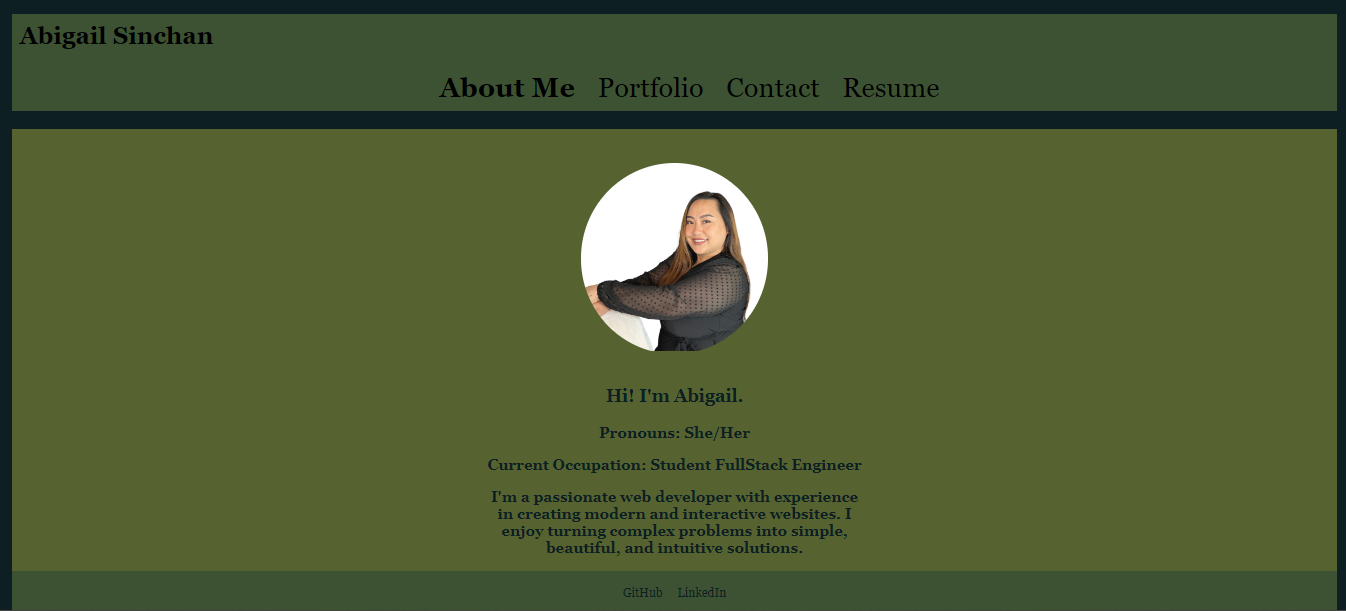 Abigail Sinchan
About Me Portfolio Contact Resume
Hi! I'm Abigail.
Pronouns: She/Her
Current Occupation: Student FullStack Engineer
I'm a passionate web developer with experience
in creating modern and interactive websites. I
enjoy turning complex problems into simple,
beautiful, and intuitive solutions.
GitHub LinkedIn